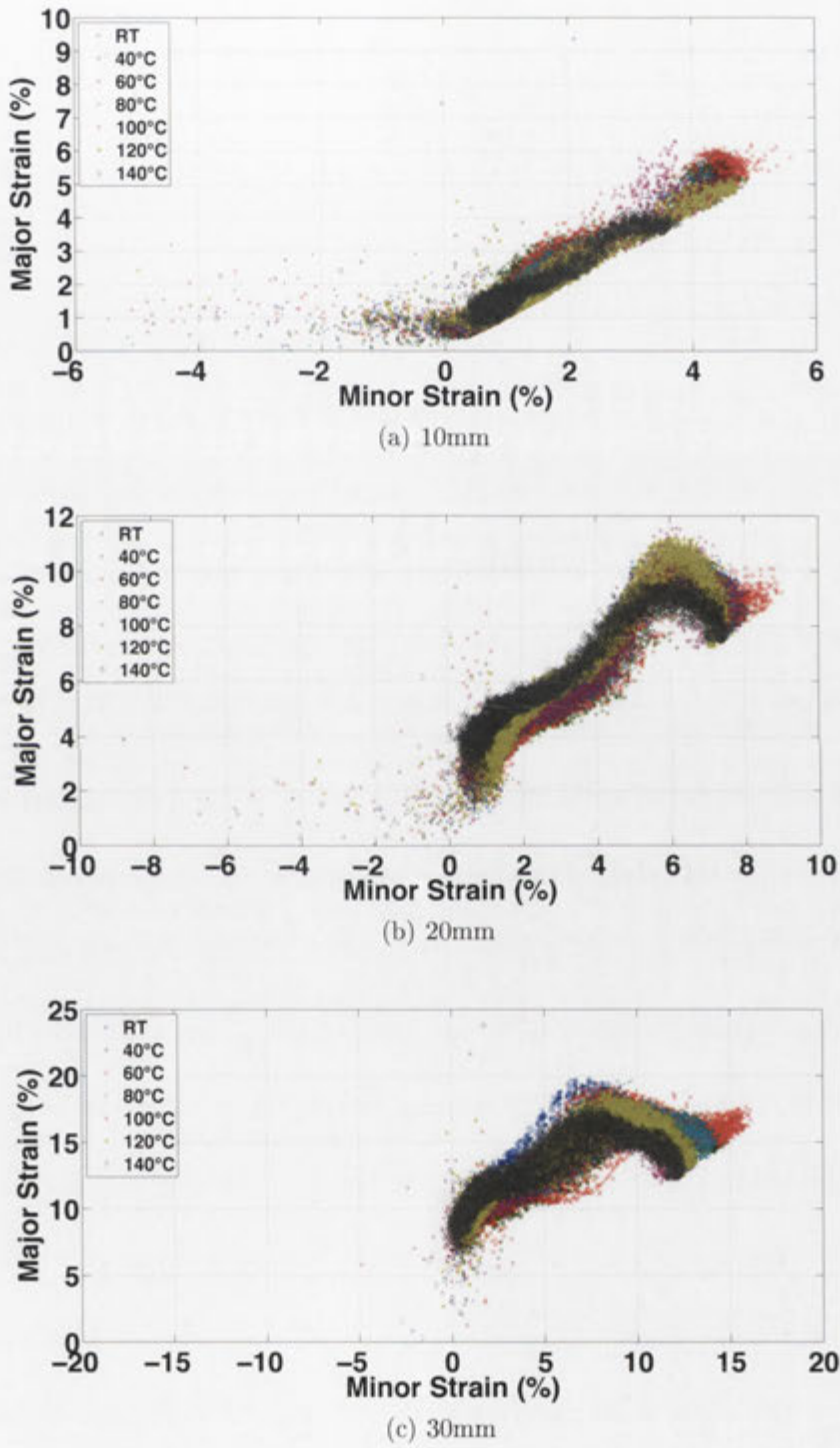 10
9
8
7
6
5
4
3
2
1
0
Major Strain (%)
RT
40°C
60°C
80°C
100°C
120°C
140°C
−6 −4 −2 0 2 4 6
Minor Strain (%)
(a) 10mm
12
10
8
6
4
2
0
Major Strain (%)
RT
40°C
60°C
80°C
100°C
120°C
140°C
−10 −8 −6 −4 −2 0 2 4 6 8 10
Minor Strain (%)
(b) 20mm
25
20
15
10
5
0
Major Strain (%)
RT
40°C
60°C
80°C
100°C
120°C
140°C
−20 −15 −10 −5 0 5 10 15 20
Minor Strain (%)
(c) 30mm